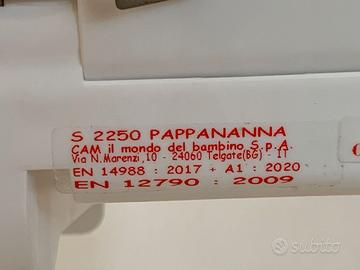 S 2250 PAPPANANNA
CAM il mondo del bambino S.p.A.
Via N.Marenzi,10 - 24060 Telgate(BG) - IT
EN 14988 : 2017 + A1 : 2020
EN 12790 : 2009
subito